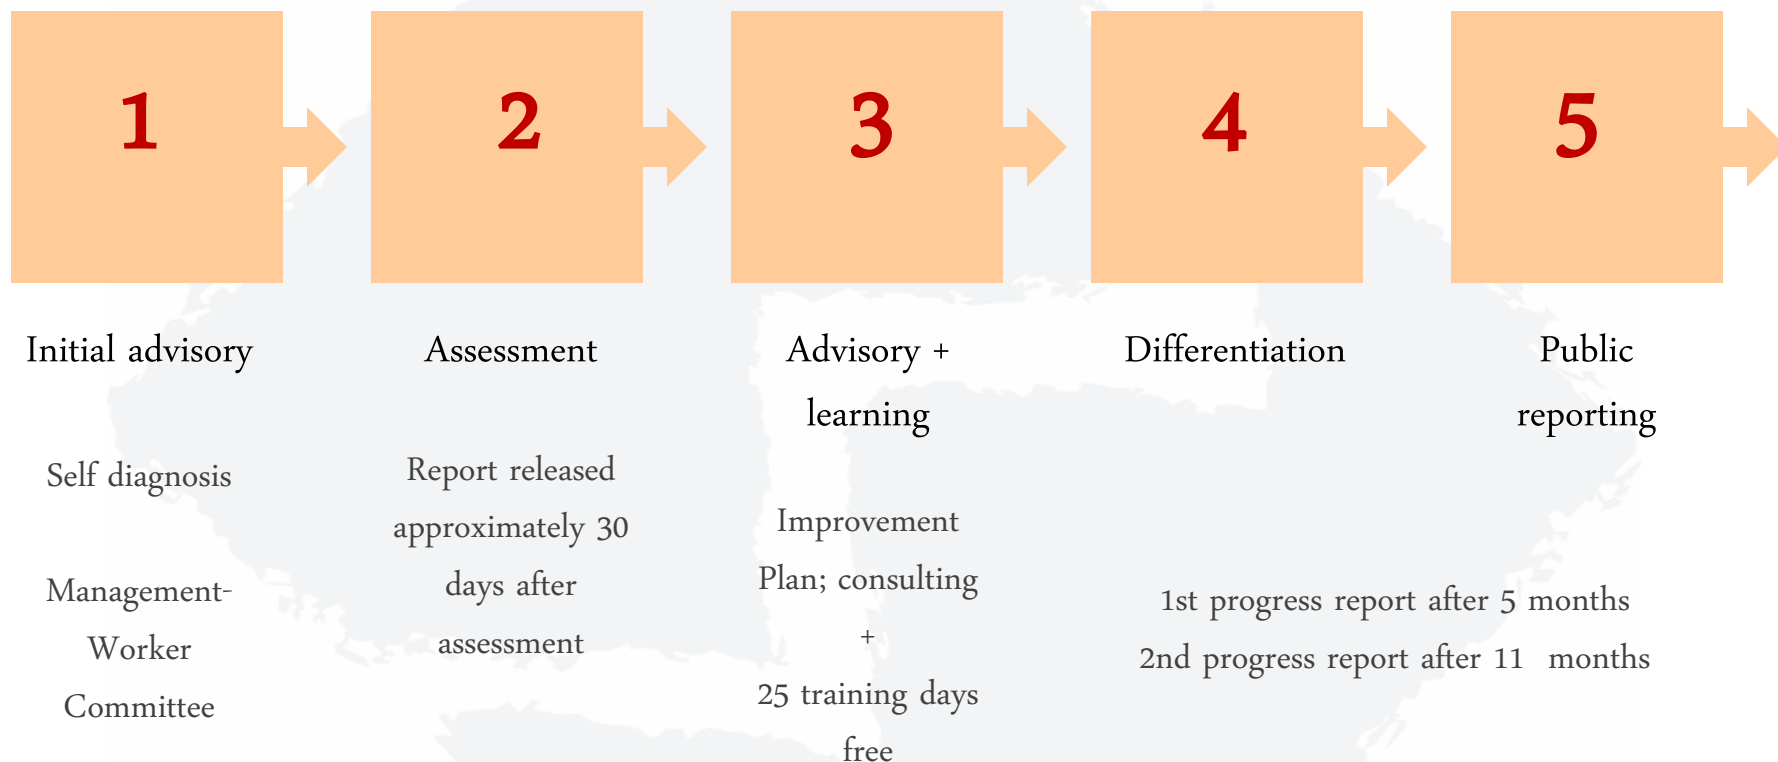 1
2
3
4
5
Initial advisory
Self diagnosis
Management-
Worker
Committee
Assessment
Report released
approximately 30
days after
assessment
Advisory +
learning
Improvement
Plan; consulting
+
25 training days
free
Differentiation
Public
reporting
1st progress report after 5 months
2nd progress report after 11 months